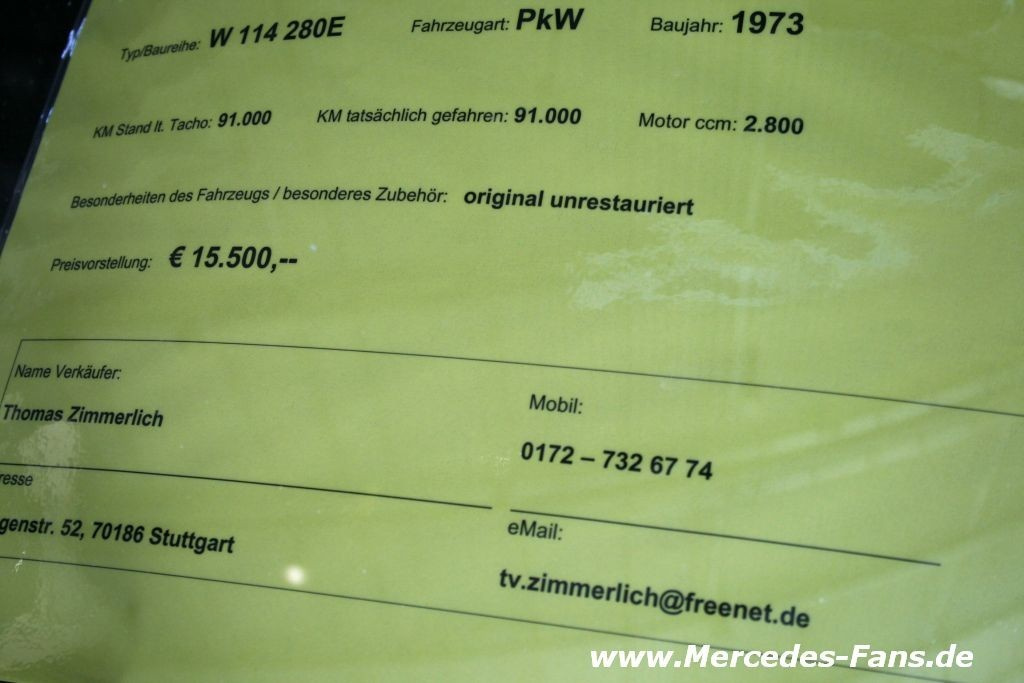 Typ/Baureihe: W 114 280E Fahrzeugart: PkW Baujahr: 1973
KM Stand lt. Tacho: 91.000 KM tatsächlich gefahren: 91.000 Motor ccm: 2.800
Besonderheiten des Fahrzeugs / besonderes Zubehör: original unrestauriert
Preisvorstellung: € 15.500,--
Name Verkäufer:
Thomas Zimmerlich
Mobil:
0172 – 732 67 74
resse
genstr. 52, 70186 Stuttgart
eMail:
tv.zimmerlich@freenet.de
www.Mercedes-Fans.de